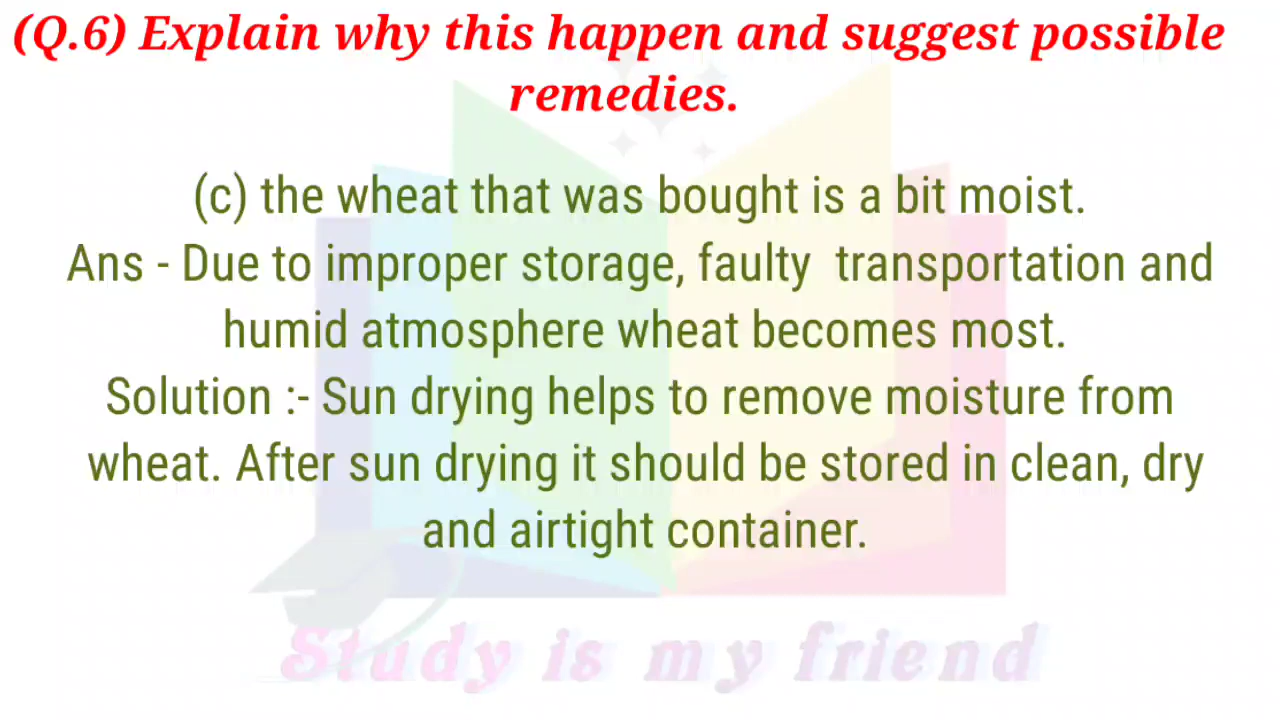 (Q.6) Explain why this happen and suggest possible
remedies.
(c) the wheat that was bought is a bit moist.
Ans - Due to improper storage, faulty transportation and
humid atmosphere wheat becomes most.
Solution :- Sun drying helps to remove moisture from
wheat. After sun drying it should be stored in clean, dry
and airtight container.
Study is my friend